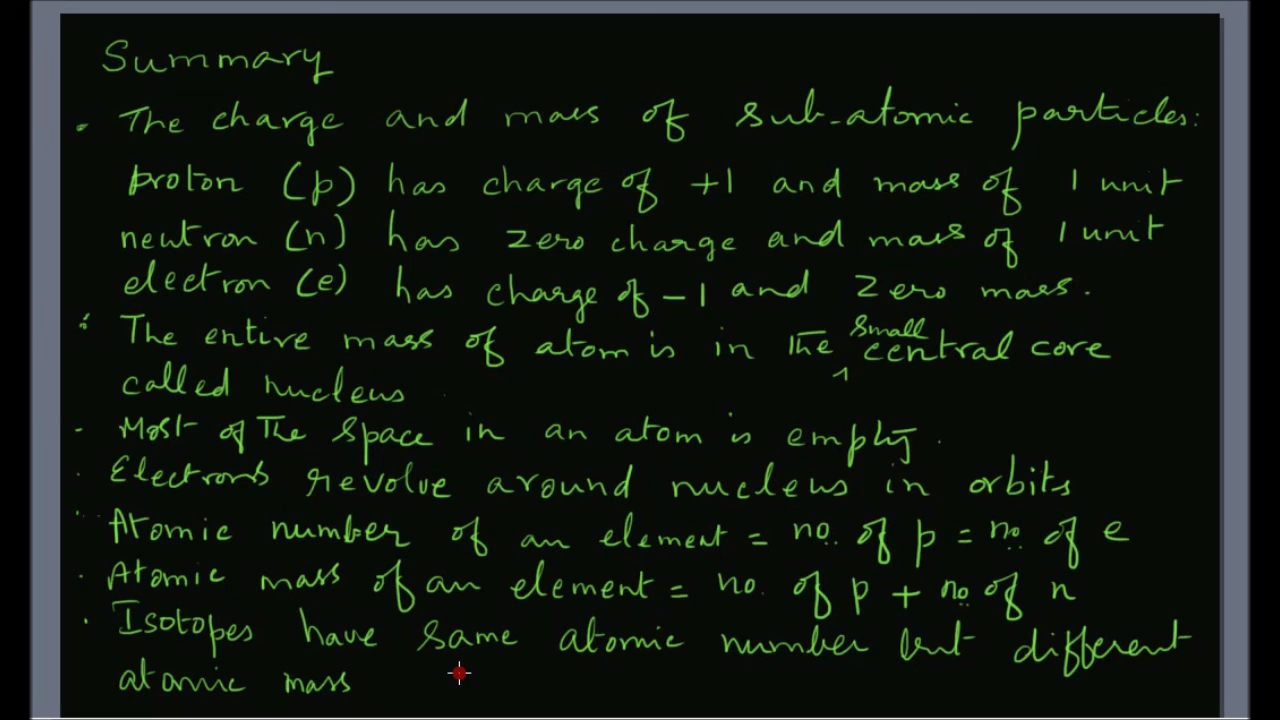 Summary
- The charge and mass of sub-atomic particles:
proton (p) has charge of +1 and mass of 1 unit
neutron (n) has zero charge and mass of 1 unit
electron (e) has charge of -1 and zero mass.
· The entire mass of atom is in the small central core
called nucleus
- Most of the space in an atom is empty.
· Electrons revolve around nucleus in orbits
· Atomic number of an element = no. of p = no. of e
· Atomic mass of an element = no. of p + no. of n
· Isotopes have same atomic number but different
atomic mass